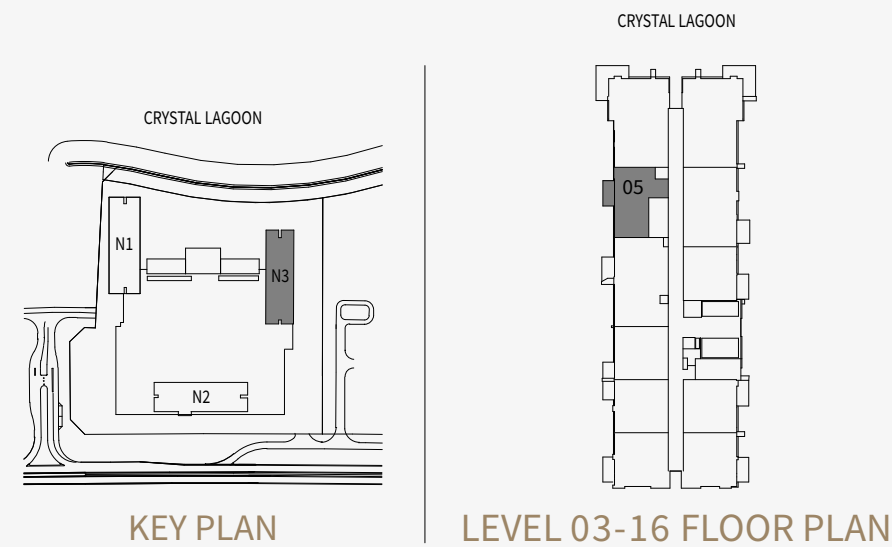 CRYSTAL LAGOON
N1
N3
N2
KEY PLAN
CRYSTAL LAGOON
05
LEVEL 03-16 FLOOR PLAN